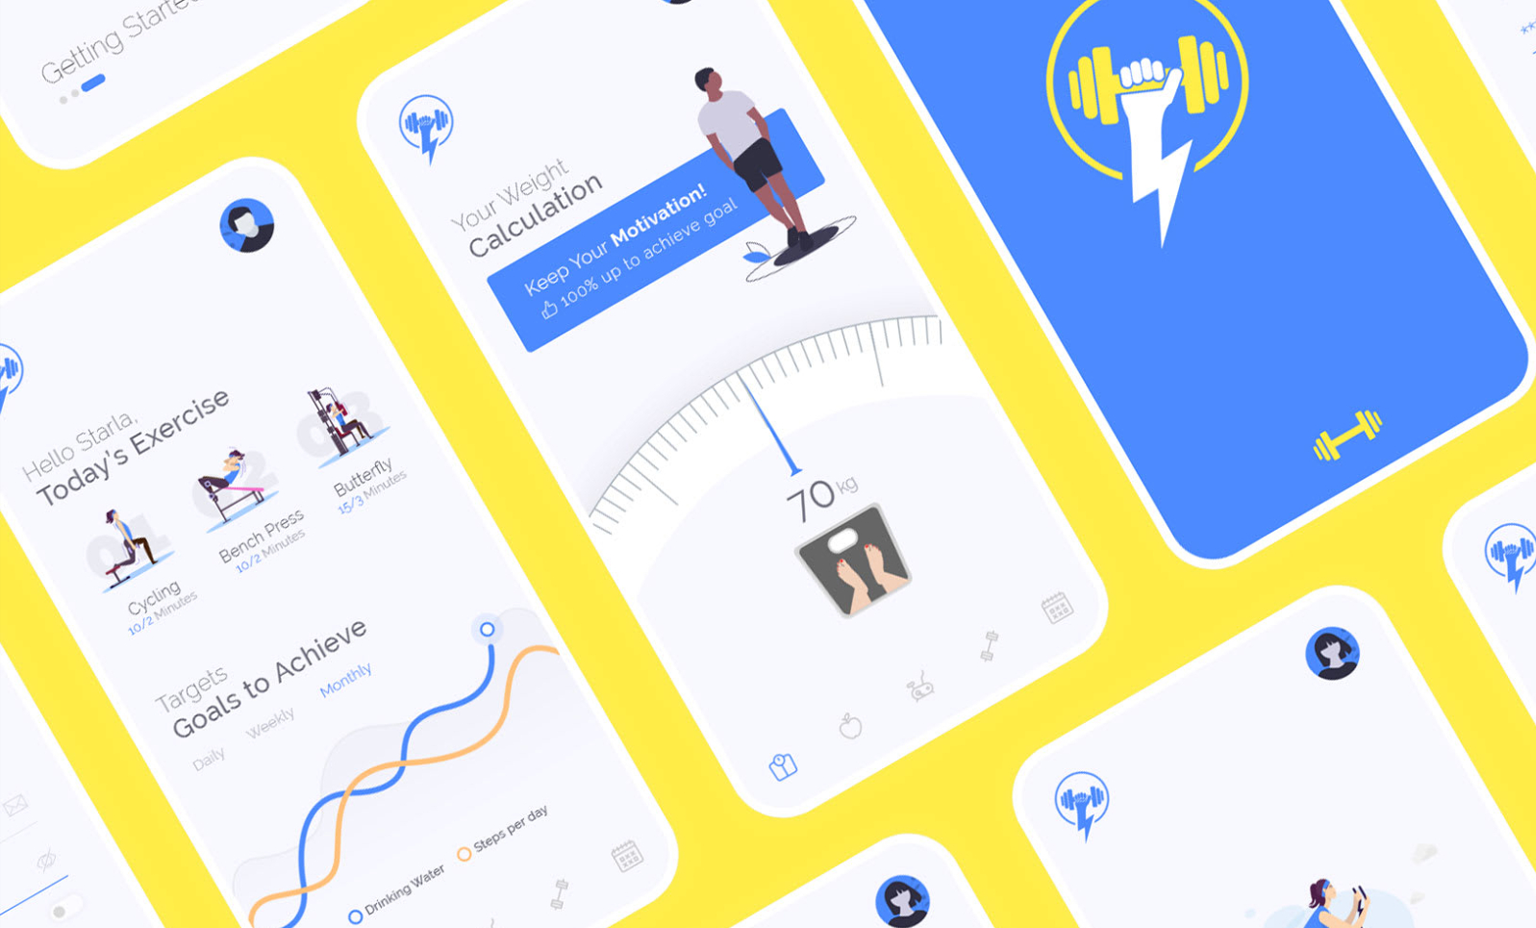 Getting Started
Hello Starla,
Today's Exercise
01
02
03
Cycling
10/2 Minutes
Bench Press
10/2 Minutes
Butterfly
15/3 Minutes
Targets
Goals to Achieve
Daily
Weekly
Monthly
Drinking Water
Steps per day
Your Weight
Calculation
Keep Your Motivation!
100% up to achieve goal
70 kg
**